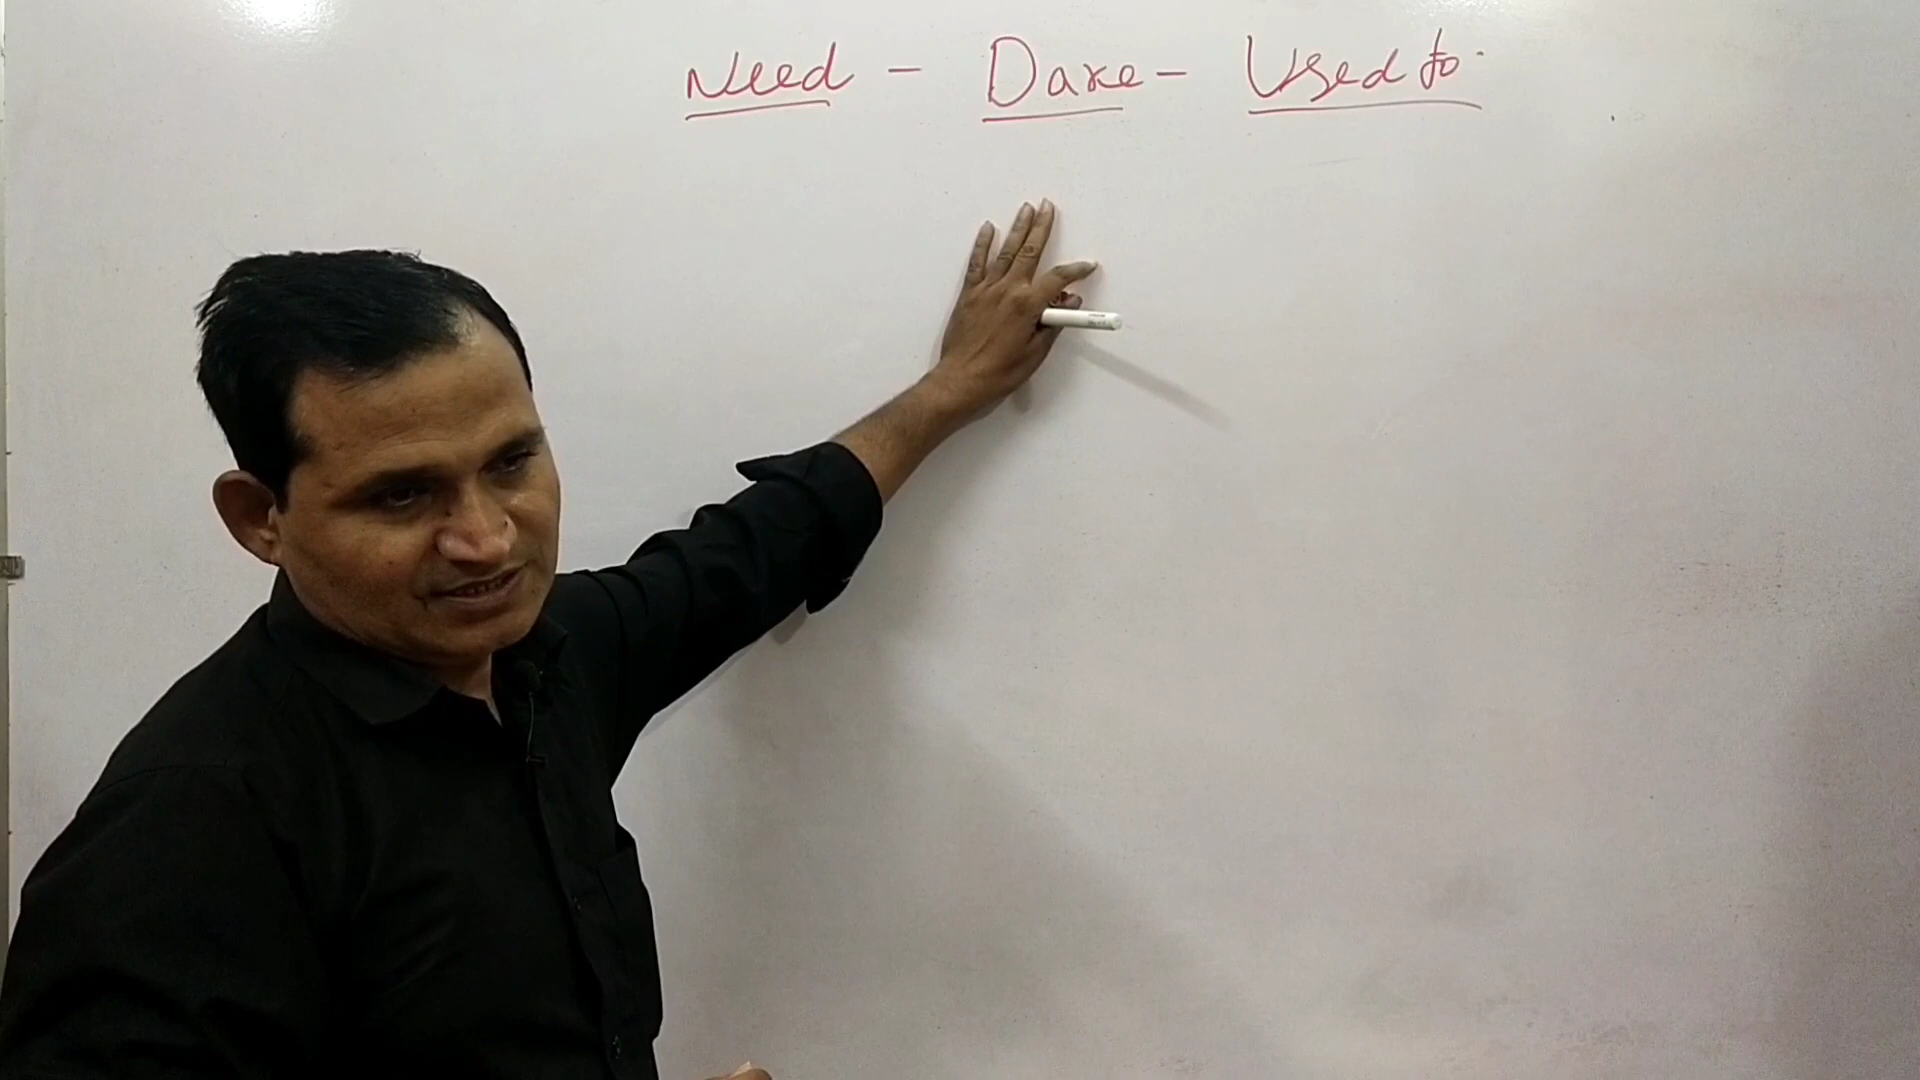 Need - Dare - Used to.